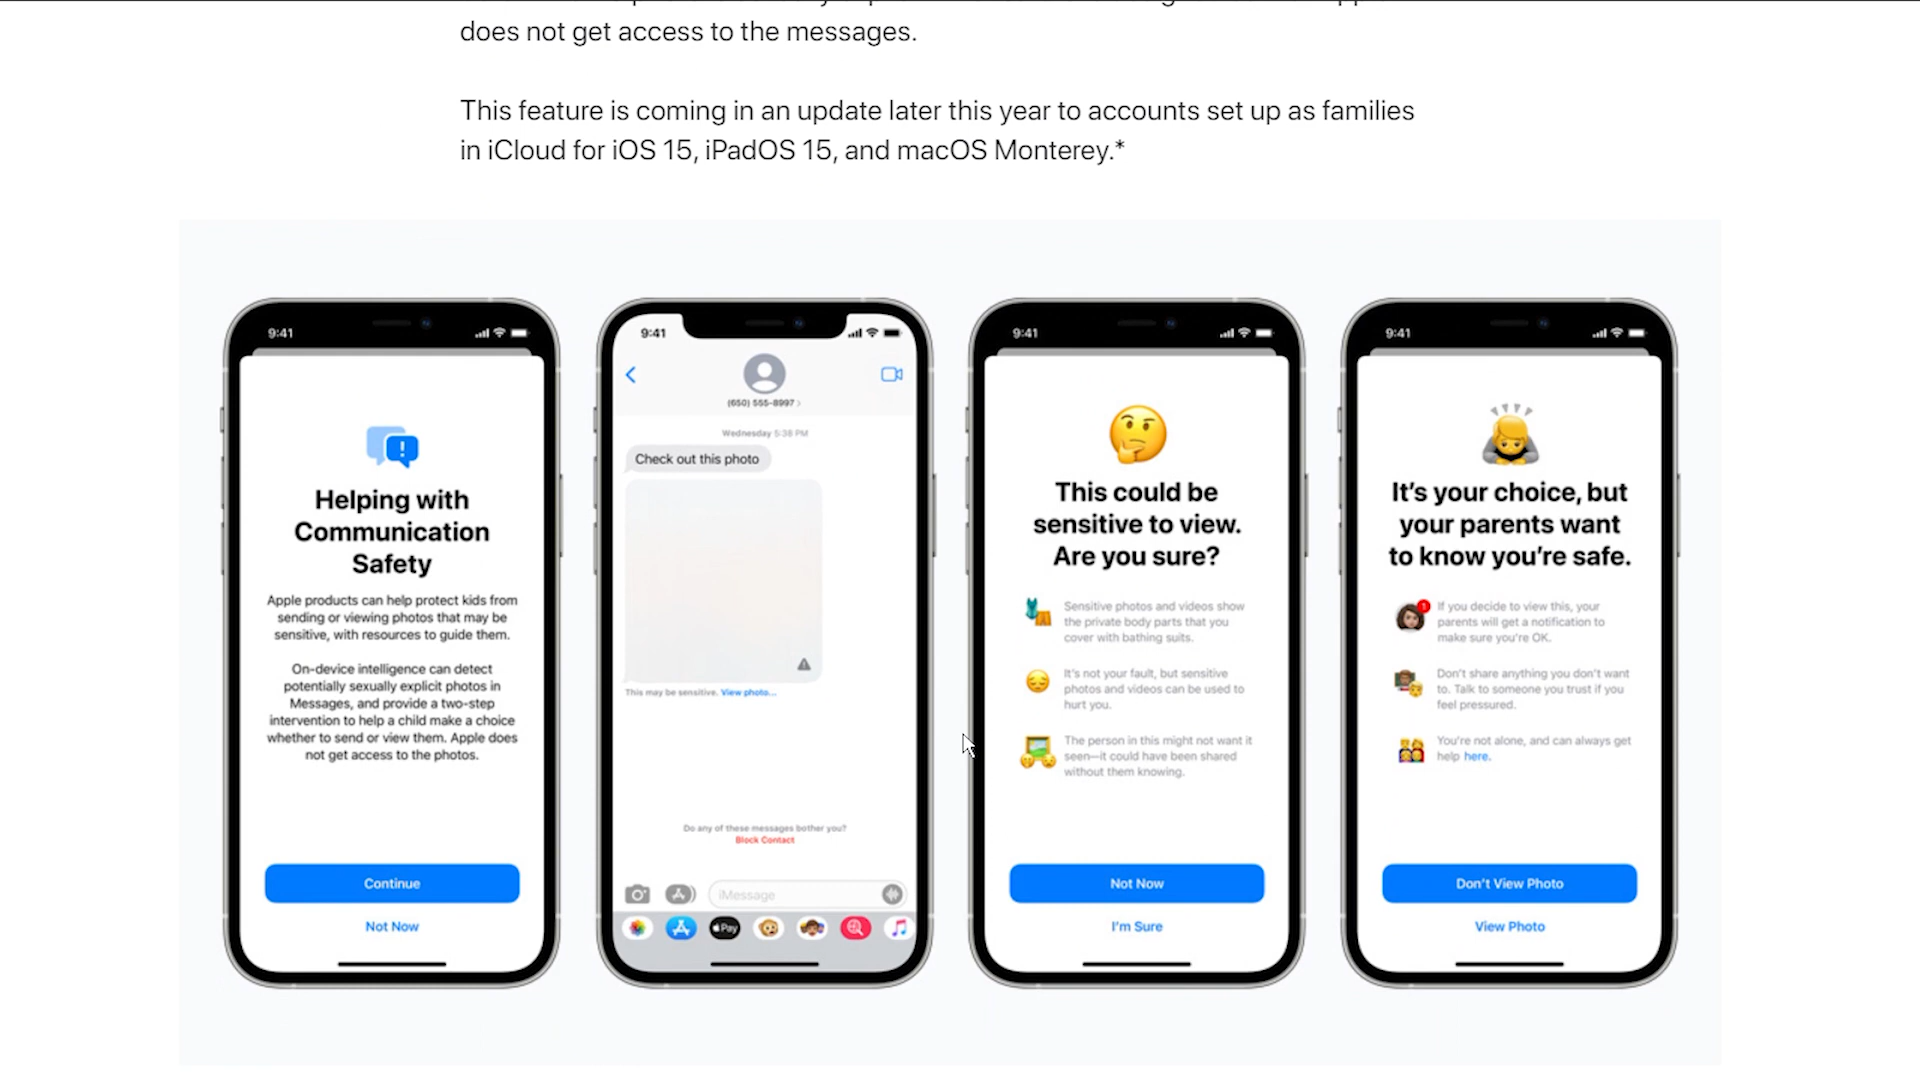 does not get access to the messages.
This feature is coming in an update later this year to accounts set up as families
in iCloud for iOS 15, iPadOS 15, and macOS Monterey.*
9:41
Helping with
Communication
Safety
Apple products can help protect kids from
sending or viewing photos that may be
sensitive, with resources to guide them.
On-device intelligence can detect
potentially sexually explicit photos in
Messages, and provide a two-step
intervention to help a child make a choice
whether to send or view them. Apple does
not get access to the photos.
Continue
Not Now
9:41
(650) 555-8997 >
Wednesday 5:38 PM
Check out this photo
This may be sensitive. View photo...
Do any of these messages bother you?
Block Contact
iMessage
Pay
9:41
This could be
sensitive to view.
Are you sure?
Sensitive photos and videos show
the private body parts that you
cover with bathing suits.
It's not your fault, but sensitive
photos and videos can be used to
hurt you.
The person in this might not want it
seen—it could have been shared
without them knowing.
Not Now
I'm Sure
9:41
It's your choice, but
your parents want
to know you're safe.
1
If you decide to view this, your
parents will get a notification to
make sure you're OK.
Don't share anything you don't want
to. Talk to someone you trust if you
feel pressured.
You're not alone, and can always get
help here.
Don't View Photo
View Photo